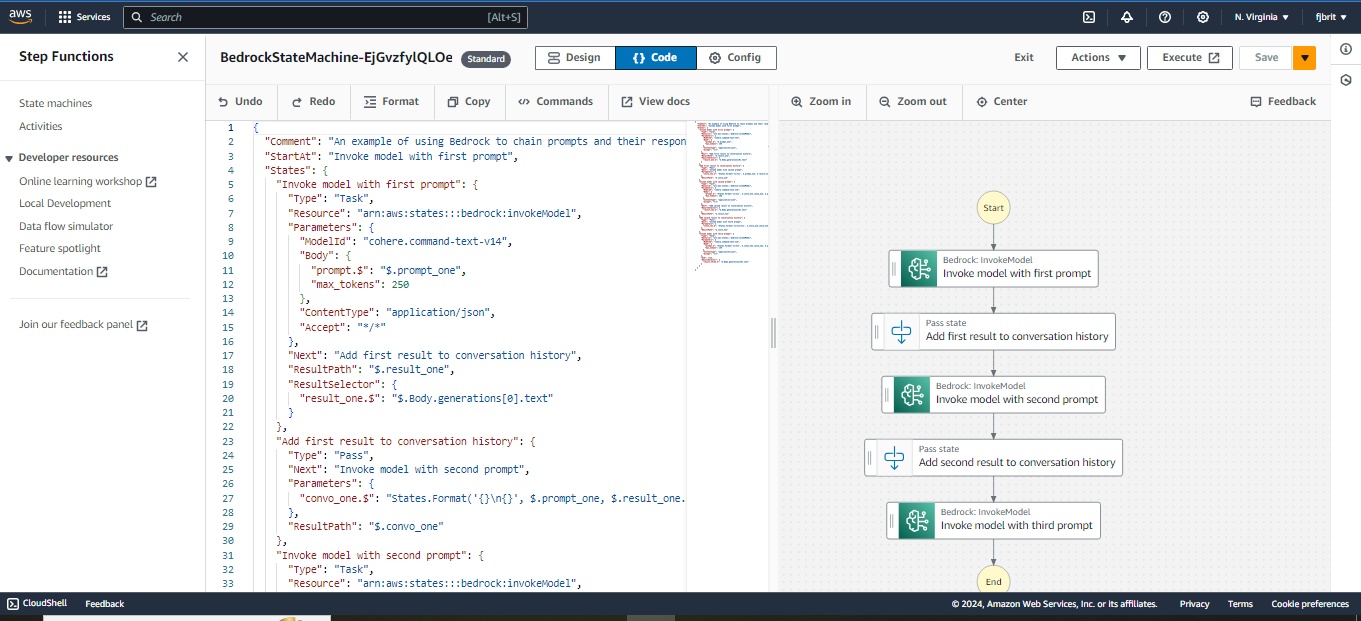 aws
Services
Search
[Alt+S]
N. Virginia ▼
fjbrit ▼
Step Functions
State machines
Activities
▼ Developer resources
Online learning workshop
Local Development
Data flow simulator
Feature spotlight
Documentation
Join our feedback panel
BedrockStateMachine-EjGvzfylQLOe
Standard
Design
{} Code
Config
Exit
Actions ▼
Execute
Save
▼
Undo
Redo
Format
Copy
Commands
View docs
Zoom in
Zoom out
Center
Feedback
1 {
2 "Comment": "An example of using Bedrock to chain prompts and their respon
3 "StartAt": "Invoke model with first prompt",
4 "States": {
5 "Invoke model with first prompt": {
6 "Type": "Task",
7 "Resource": "arn:aws:states:::bedrock:invokeModel",
8 "Parameters": {
9 "ModelId": "cohere.command-text-v14",
10 "Body": {
11 "prompt.$": "$.prompt_one",
12 "max_tokens": 250
13 },
14 "ContentType": "application/json",
15 "Accept": "*/*"
16 },
17 "Next": "Add first result to conversation history",
18 "ResultPath": "$.result_one",
19 "ResultSelector": {
20 "result_one.$": "$.Body.generations[0].text"
21 }
22 },
23 "Add first result to conversation history": {
24 "Type": "Pass",
25 "Next": "Invoke model with second prompt",
26 "Parameters": {
27 "convo_one.$": "States.Format('{}\n{}', $.prompt_one, $.result_one.
28 },
29 "ResultPath": "$.convo_one"
30 },
31 "Invoke model with second prompt": {
32 "Type": "Task",
33 "Resource": "arn:aws:states:::bedrock:invokeModel",
Start
Bedrock: InvokeModel
Invoke model with first prompt
Pass state
Add first result to conversation history
Bedrock: InvokeModel
Invoke model with second prompt
Pass state
Add second result to conversation history
Bedrock: InvokeModel
Invoke model with third prompt
End
CloudShell
Feedback
© 2024, Amazon Web Services, Inc. or its affiliates.
Privacy
Terms
Cookie preferences